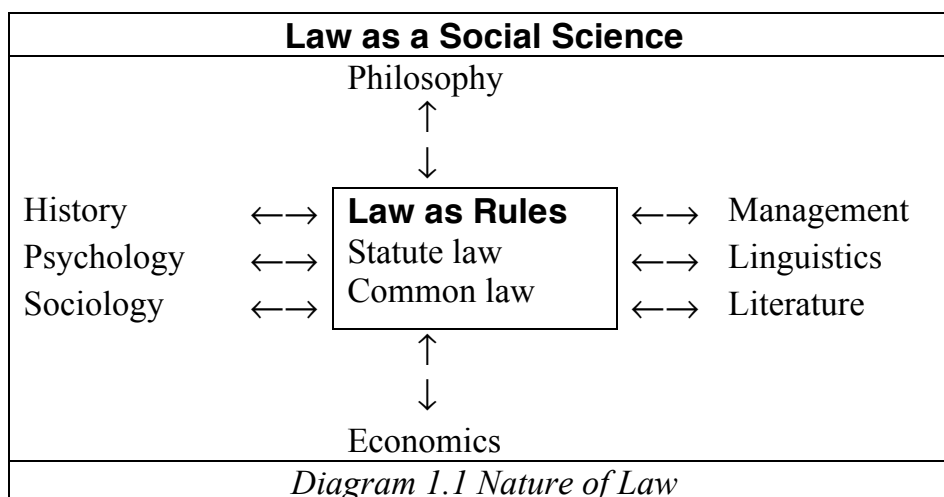 Law as a Social Science
Philosophy
↑
↓
History ←→ Law as Rules ←→ Management
Psychology ←→ Statute law ←→ Linguistics
Sociology ←→ Common law ←→ Literature
↑
↓
Economics
Diagram 1.1 Nature of Law